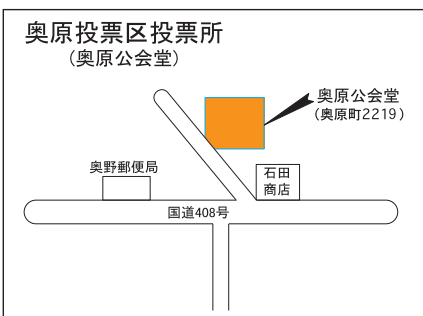 奥原投票区投票所
(奥原公会堂)
奥原公会堂
(奥原町2219)
奥野郵便局
石田
商店
国道408号